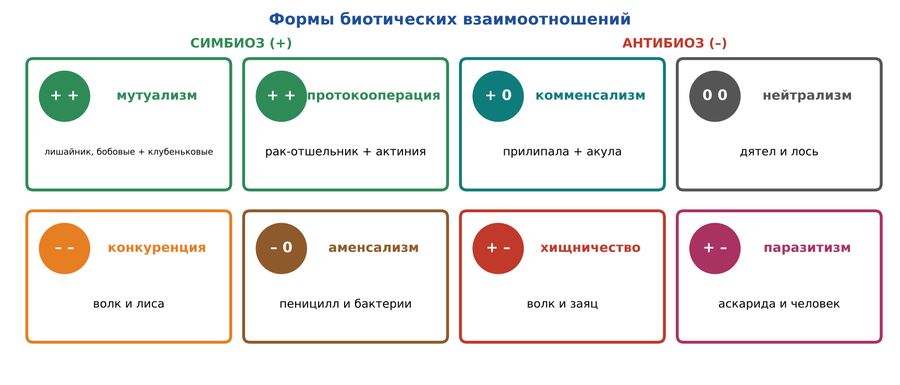 Формы биотических взаимоотношений
СИМБИОЗ (+)
АНТИБИОЗ (–)
+ + мутуализм
лишайник, бобовые + клубеньковые
+ + протокооперация
рак-отшельник + актиния
+ 0 комменсализм
прилипала + акула
0 0 нейтрализм
дятел и лось
– – конкуренция
волк и лиса
– 0 аменсаизм
пеницилл и бактерии
+ – хищничество
волк и заяц
+ – паразитизм
аскарида и человек